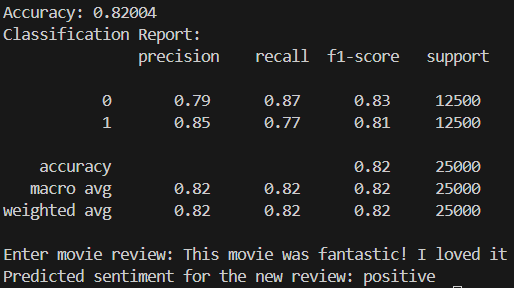 Accuracy: 0.82004
Classification Report:
precision recall f1-score support
0 0.79 0.87 0.83 12500
1 0.85 0.77 0.81 12500
accuracy 0.82 25000
macro avg 0.82 0.82 0.82 25000
weighted avg 0.82 0.82 0.82 25000
Enter movie review: This movie was fantastic! I loved it
Predicted sentiment for the new review: positive